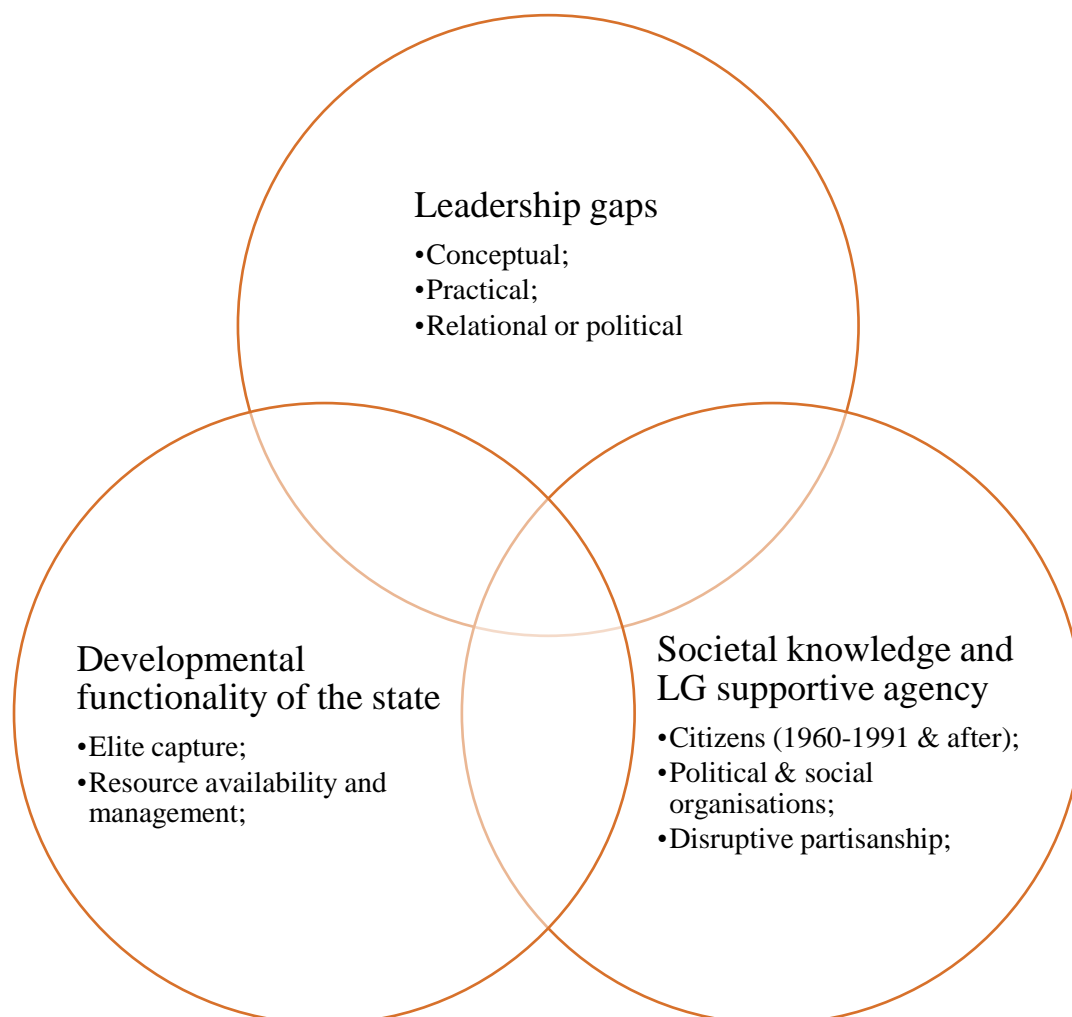 Leadership gaps
•Conceptual;
•Practical;
•Relational or political
Developmental
functionality of the state
•Elite capture;
•Resource availability and
management;
Societal knowledge and
LG supportive agency
•Citizens (1960-1991 & after);
•Political & social
organisations;
•Disruptive partisanship;